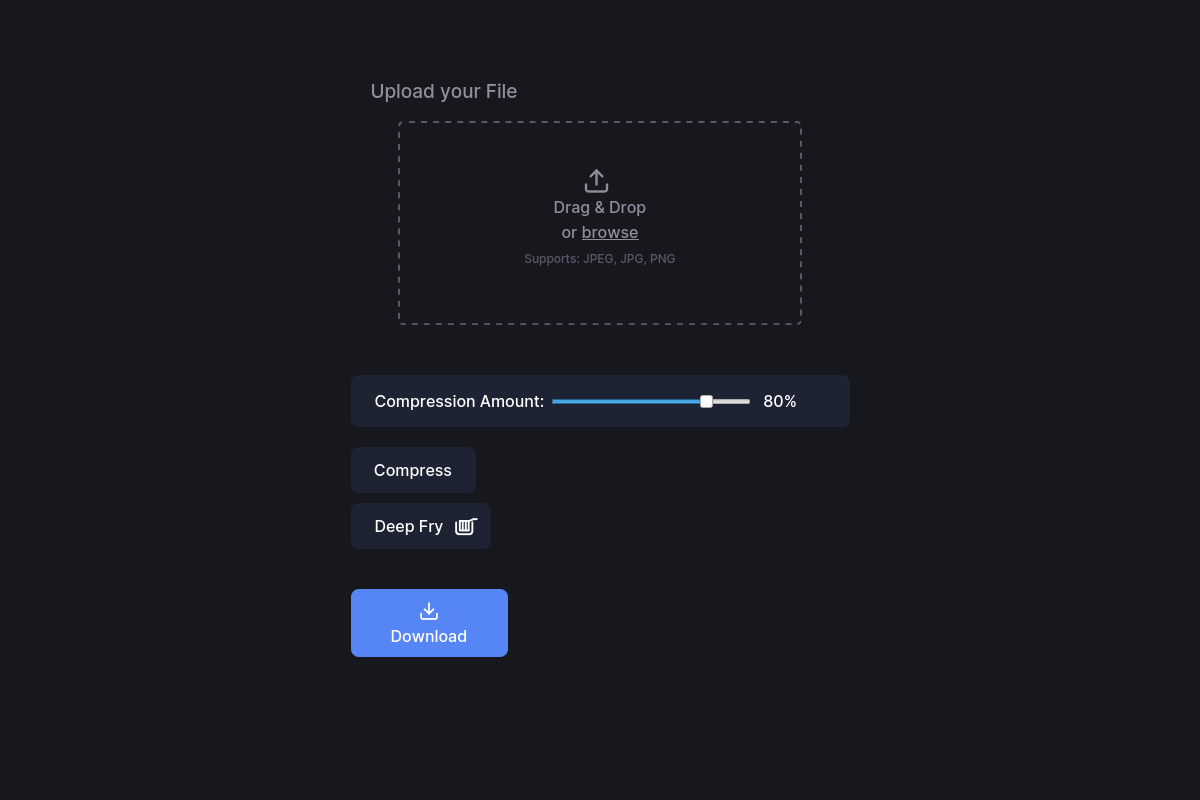 Upload your File
Drag & Drop
or browse
Supports: JPEG, JPG, PNG
Compression Amount: 80%
Compress
Deep Fry
Download